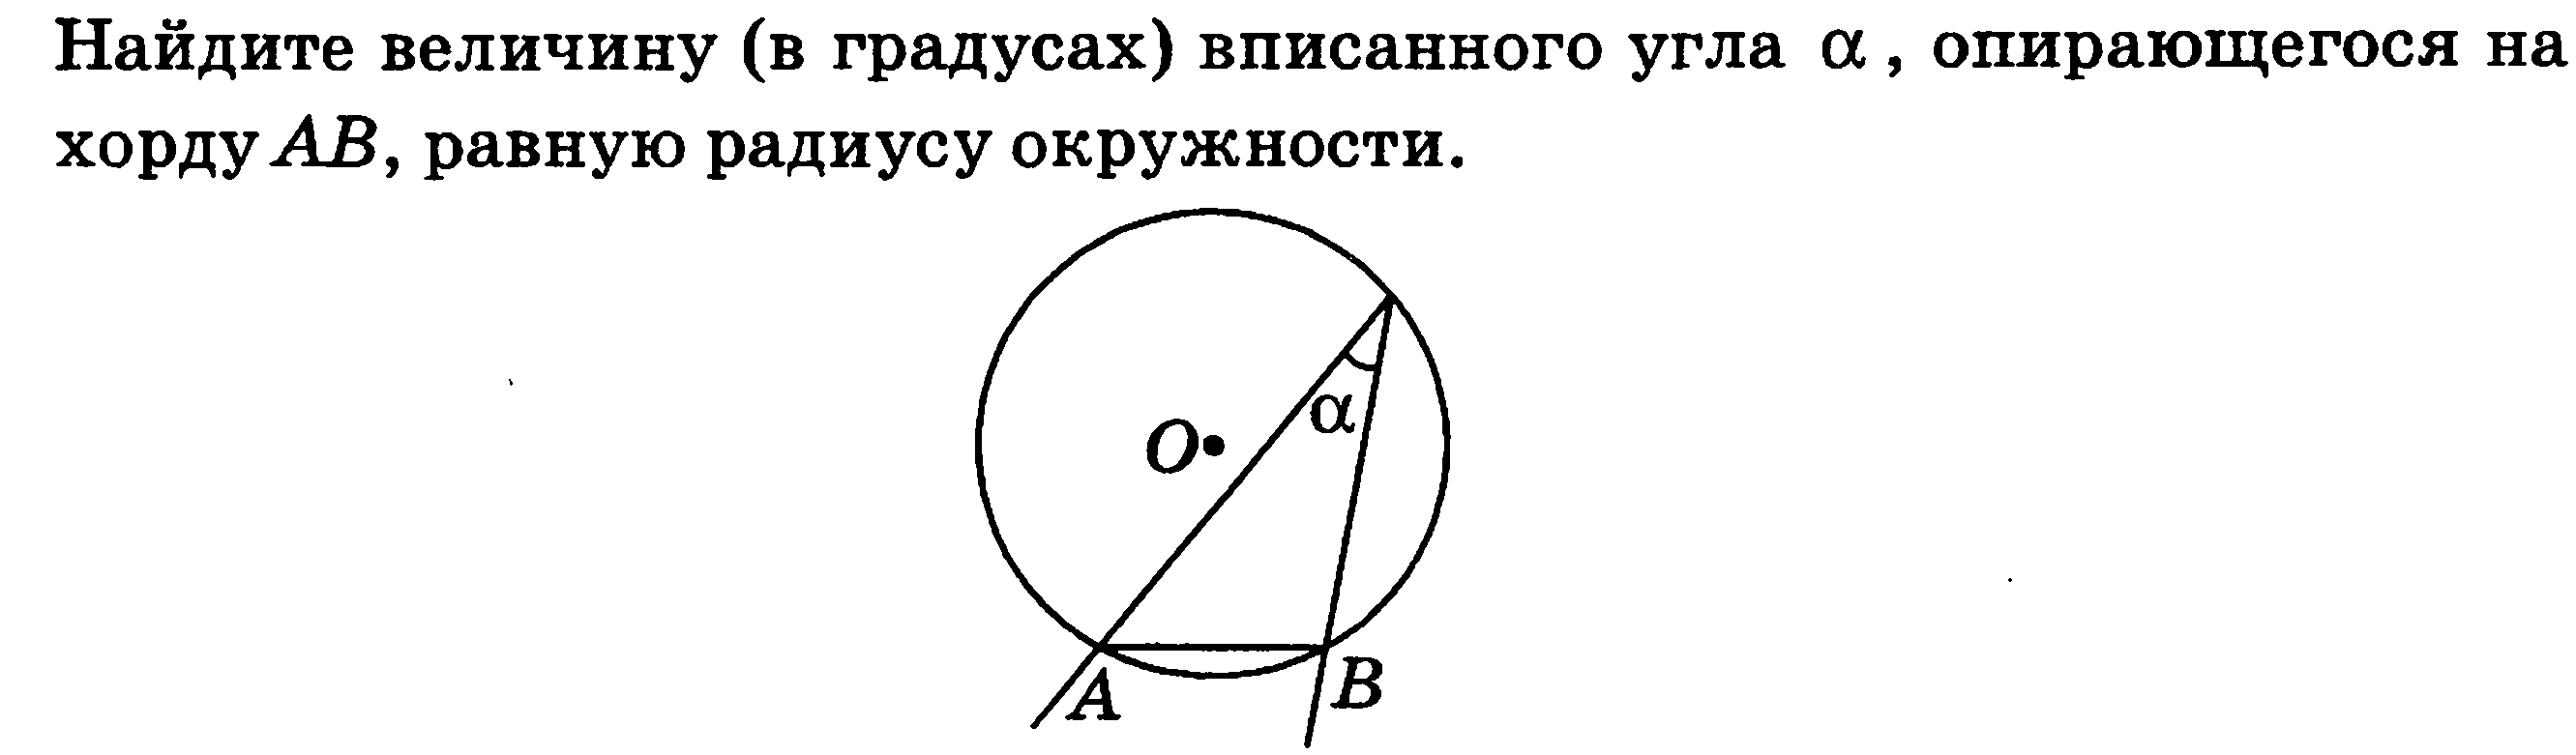 Найдите величину (в градусах) вписанного угла α , опирающегося на
хорду AB, равную радиусу окружности.
α
O
A
B